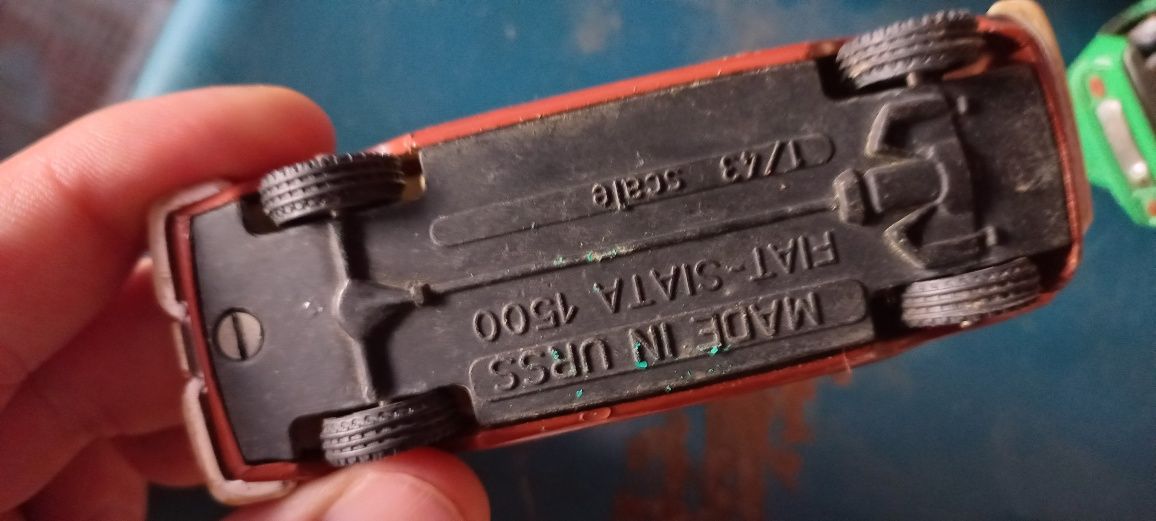 MADE IN URSS
FIAT-SIATA 1500
1/43 scale